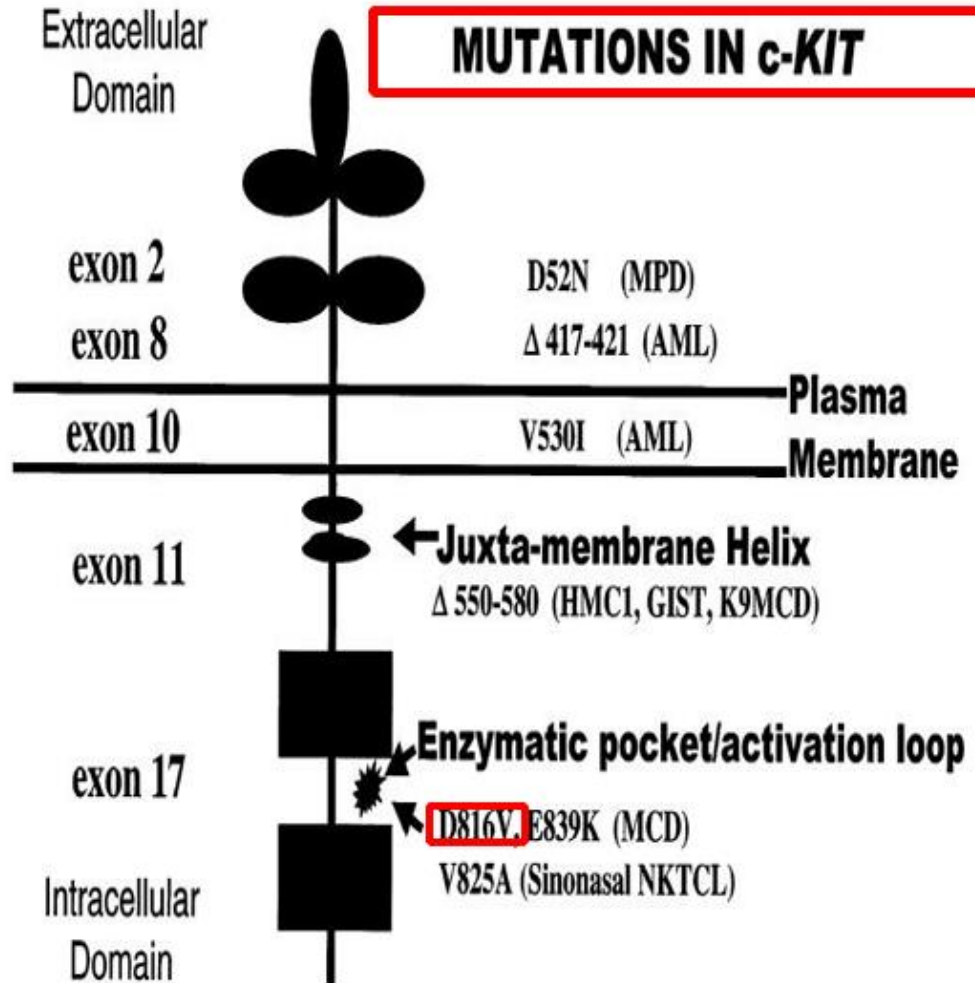 Extracellular
Domain
MUTATIONS IN c-KIT
exon 2
D52N (MPD)
exon 8
Δ 417-421 (AML)
Plasma
exon 10
V530I (AML)
Membrane
Juxta-membrane Helix
exon 11
Δ 550-580 (HMC1, GIST, K9MCD)
Enzymatic pocket/activation loop
exon 17
D816V, E839K (MCD)
V825A (Sinonasal NKTCL)
Intracellular
Domain